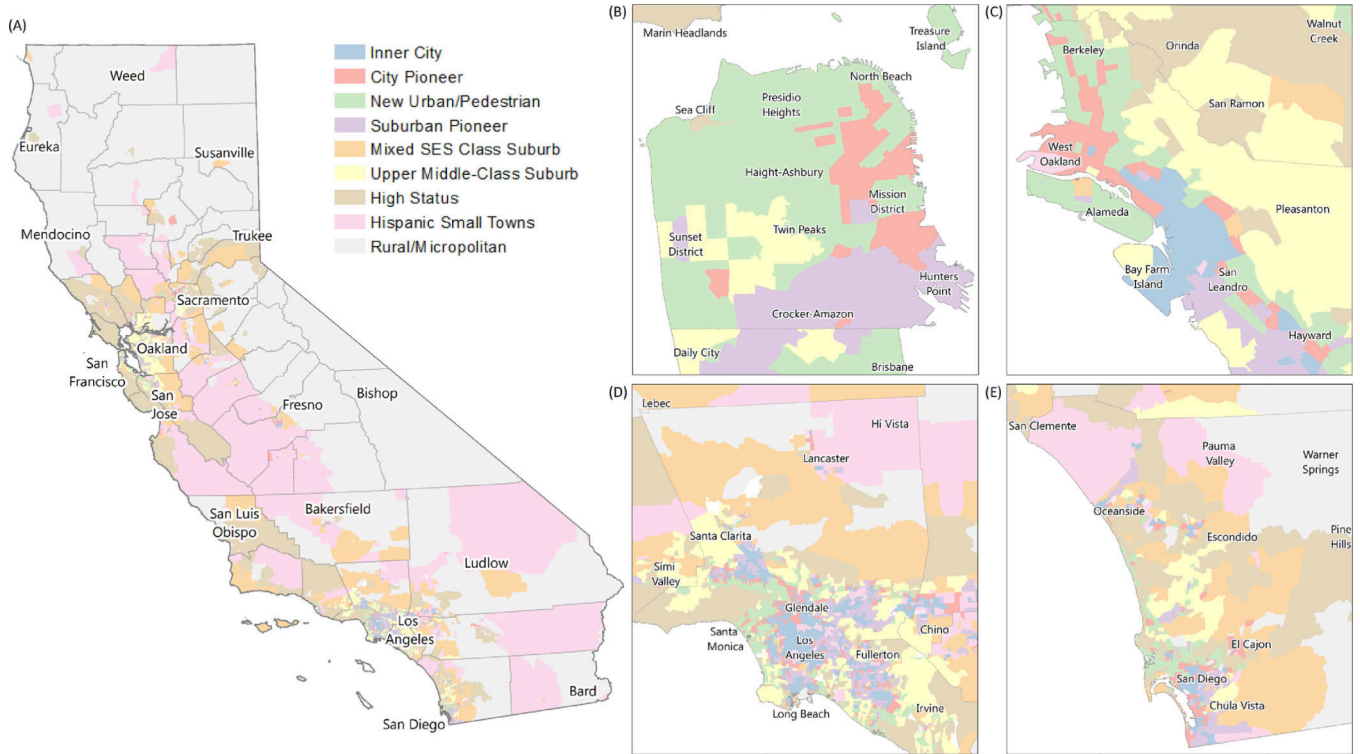 (A)
Weed
Eureka
Susanville
Mendocino
Trukee
Sacramento
Oakland
San
Francisco
San
Jose
Fresno
Bishop
San Luis
Obispo
Bakersfield
Ludlow
Los
Angeles
Bard
San Diego
Inner City
City Pioneer
New Urban/Pedestrian
Suburban Pioneer
Mixed SES Class Suburb
Upper Middle-Class Suburb
High Status
Hispanic Small Towns
Rural/Micropolitan
(B)
Marin Headlands
Treasure
Island
North Beach
Sea Cliff
Presidio
Heights
Haight-Ashbury
Mission
District
Sunset
District
Twin Peaks
Hunters
Point
Crocker-Amazon
Daily City
Brisbane
(C)
Walnut
Creek
Berkeley
Orinda
San Ramon
West
Oakland
Alameda
Pleasanton
Bay Farm
Island
San
Leandro
Hayward
(D)
Lebec
Hi Vista
Lancaster
Santa Clarita
Simi
Valley
Glendale
Santa
Monica
Los
Angeles
Chino
Fullerton
Irvine
Long Beach
(E)
San Clemente
Pauma
Valley
Warner
Springs
Oceanside
Escondido
Pine
Hills
El Cajon
San Diego
Chula Vista